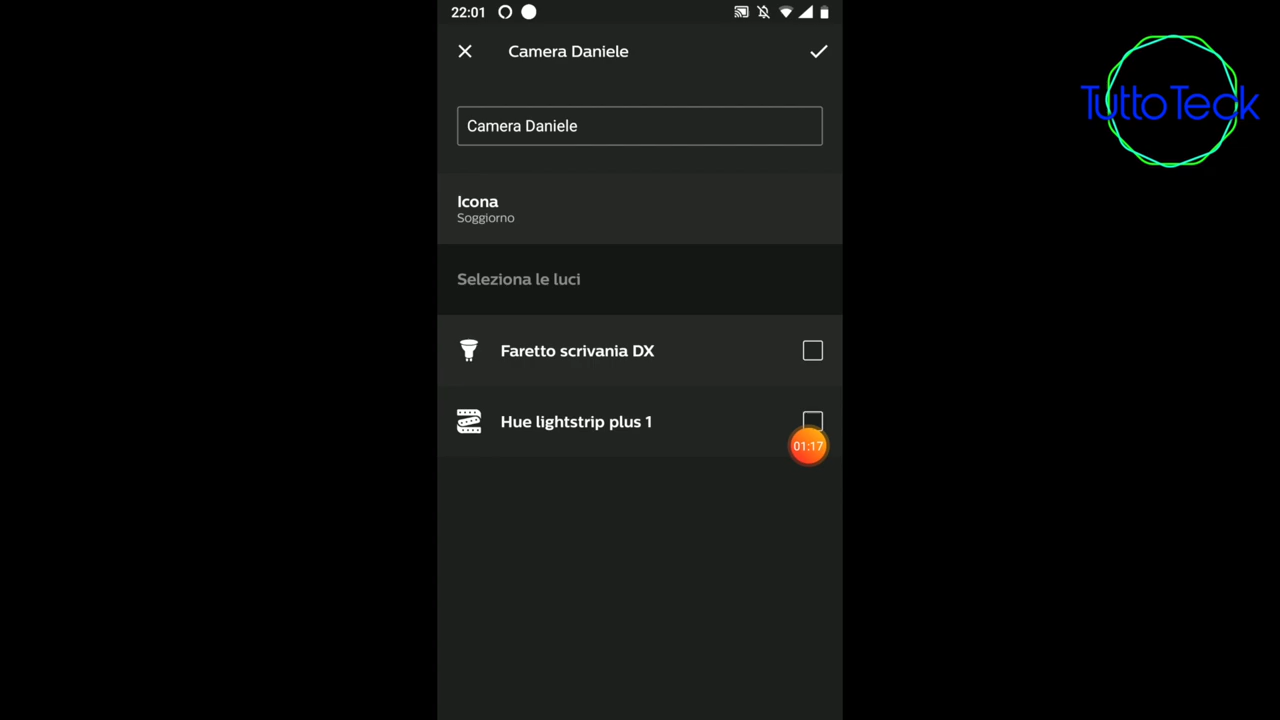 22:01
Camera Daniele
Camera Daniele
Icona
Soggiorno
Seleziona le luci
Faretto scrivania DX
Hue lightstrip plus 1
01:17
TuttoTeck